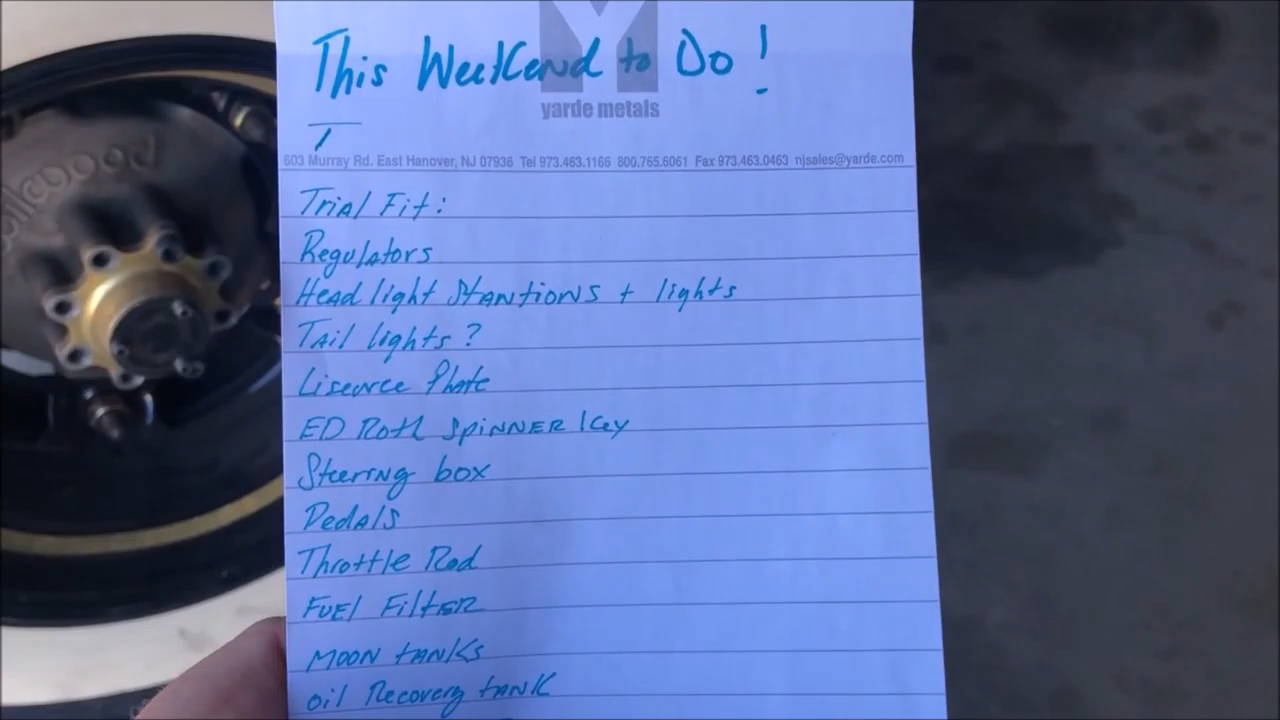 This Weekend to Do!
yarde metals
T
603 Murray Rd. East Hanover, NJ 07936 Tel 973.463.1166 800.765.6061 Fax 973.463.0463 njsales@yarde.com
Trial Fit:
Regulators
Head light Stantions + lights
Tail lights?
Lisence Plate
ED Roth SPINNER Key
Steering box
Pedals
Throttle Rod
FUEL FILTER
MOON tANKS
Oil Recovery tANK
wilwood